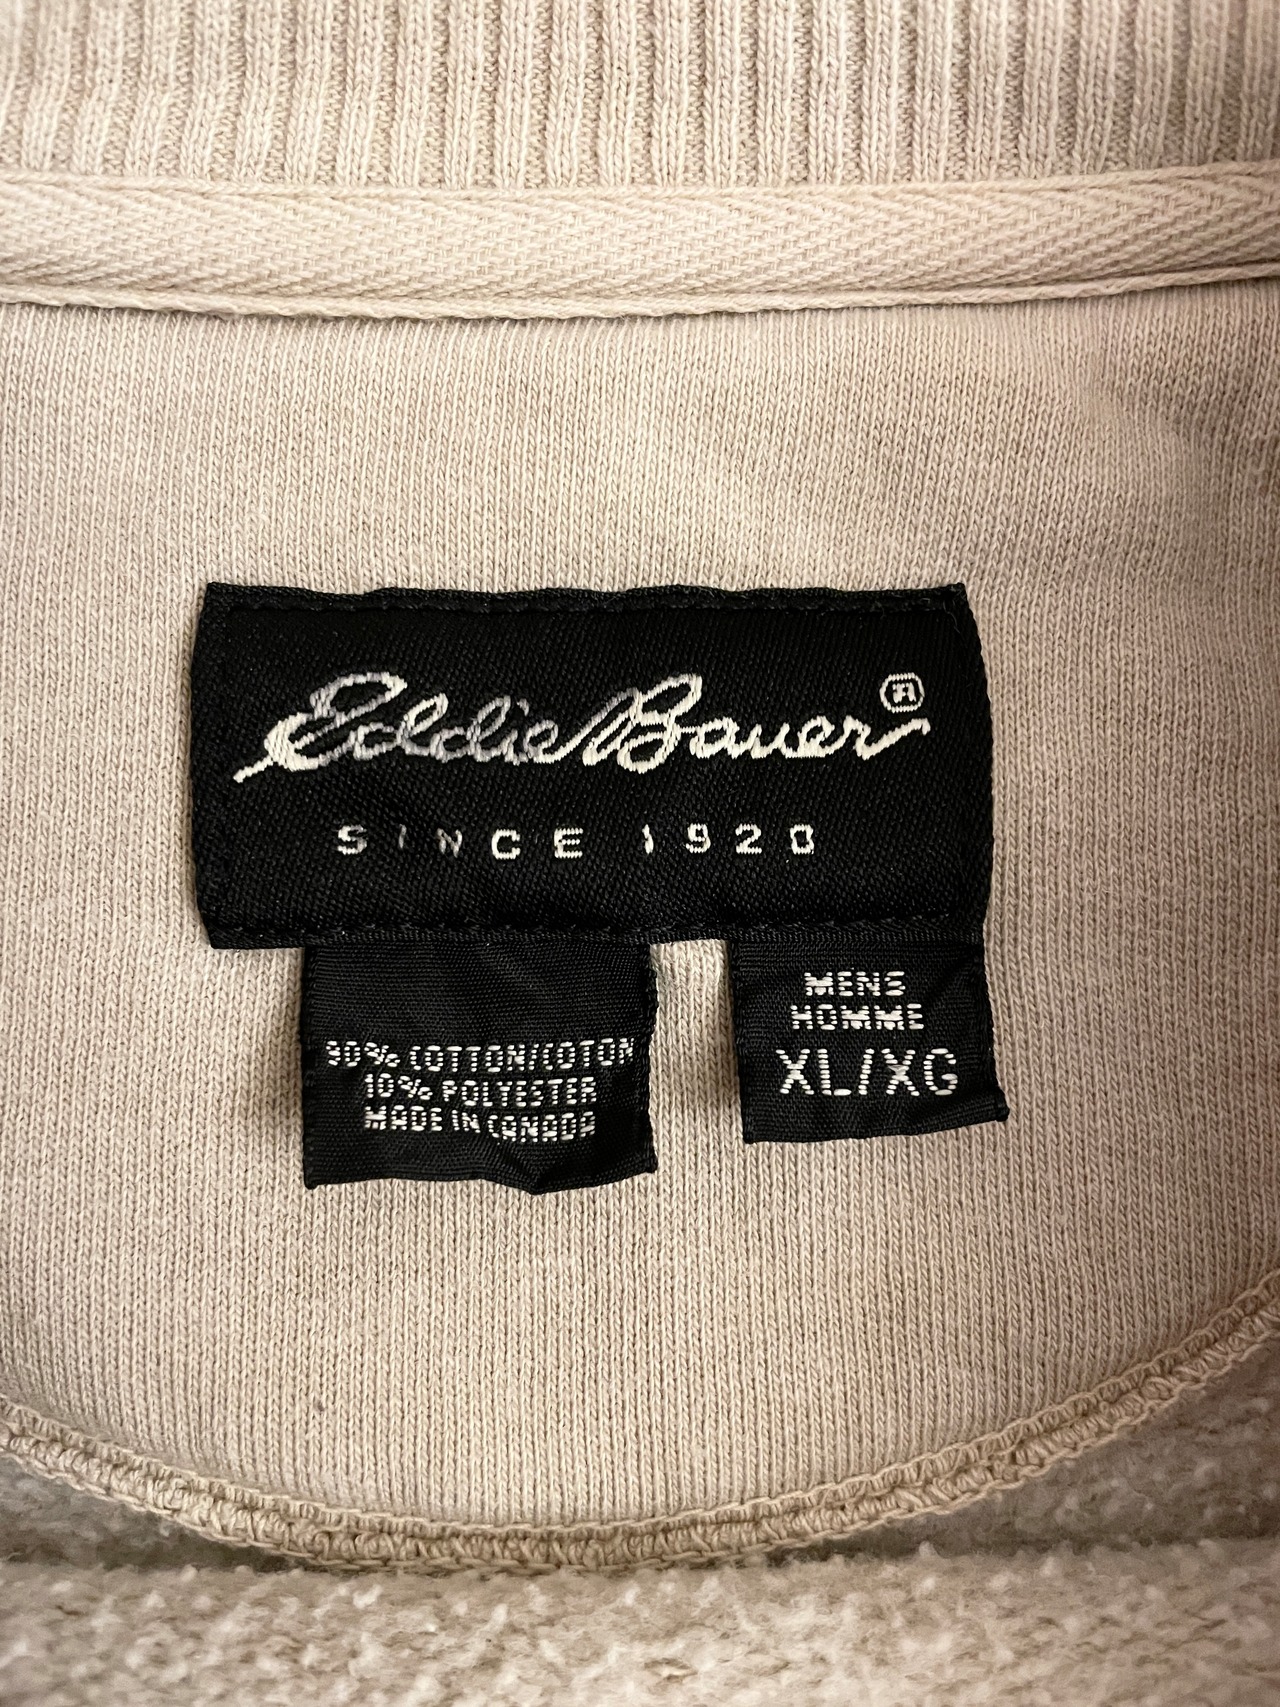 Eddie Bauer®
SINCE 1920
90% COTTON/COTON
10% POLYESTER
MADE IN CANADA
MENS
HOMME
XL/XG